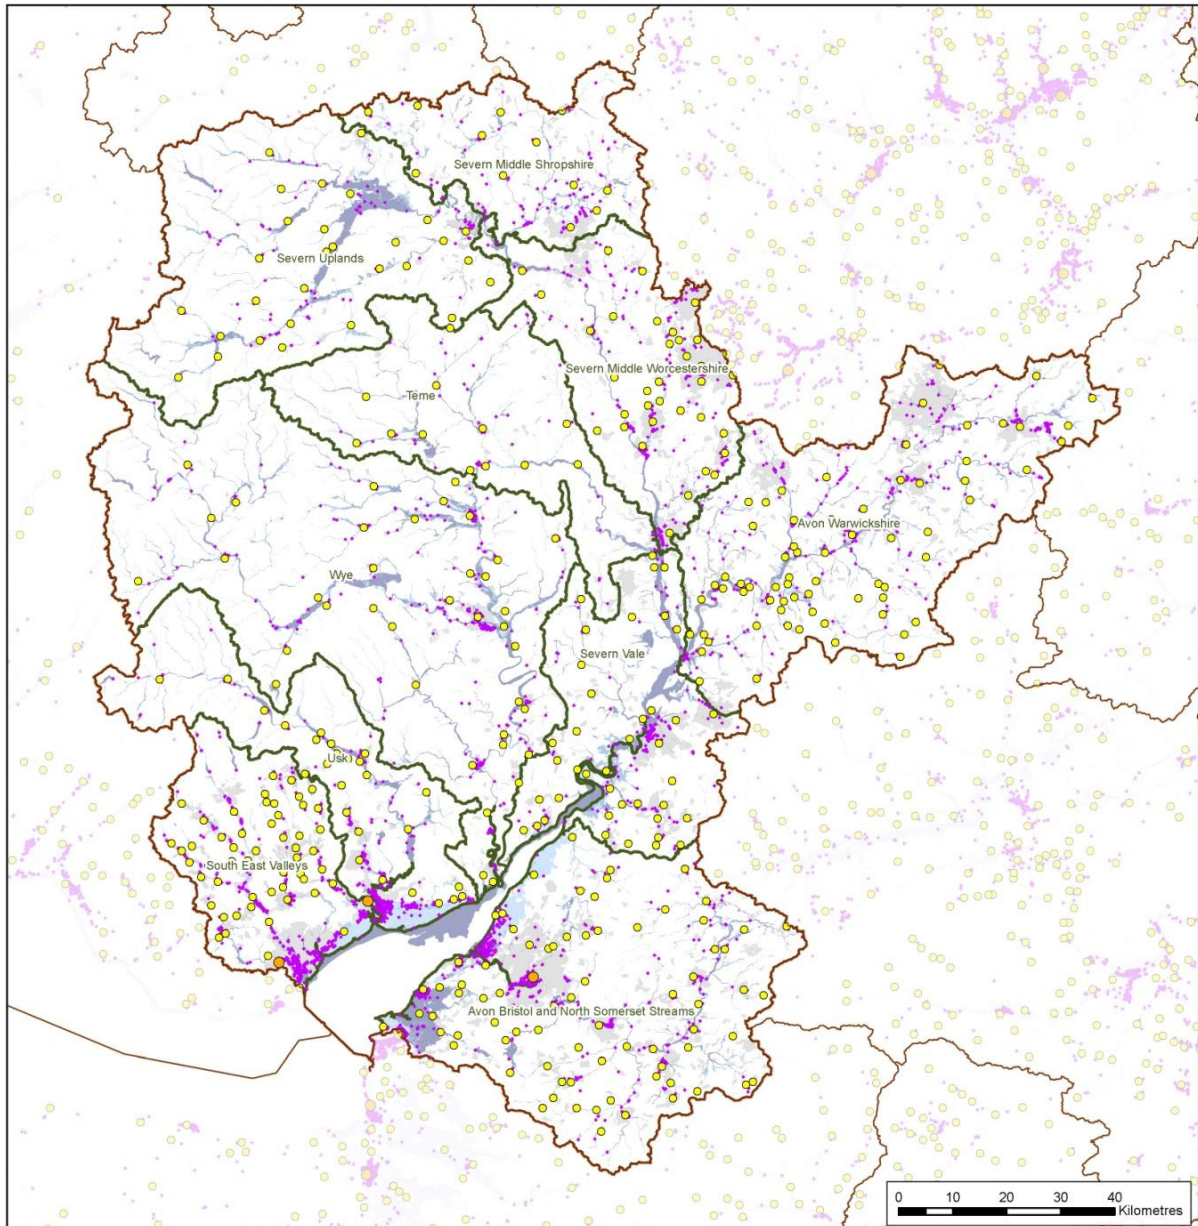 Severn Middle Shropshire
Severn Uplands
Severn Middle Worcestershire
Teme
Avon Warwickshire
Wye
Severn Vale
Usk
South East Valleys
Avon Bristol and North Somerset Streams
0 10 20 30 40
Kilometres